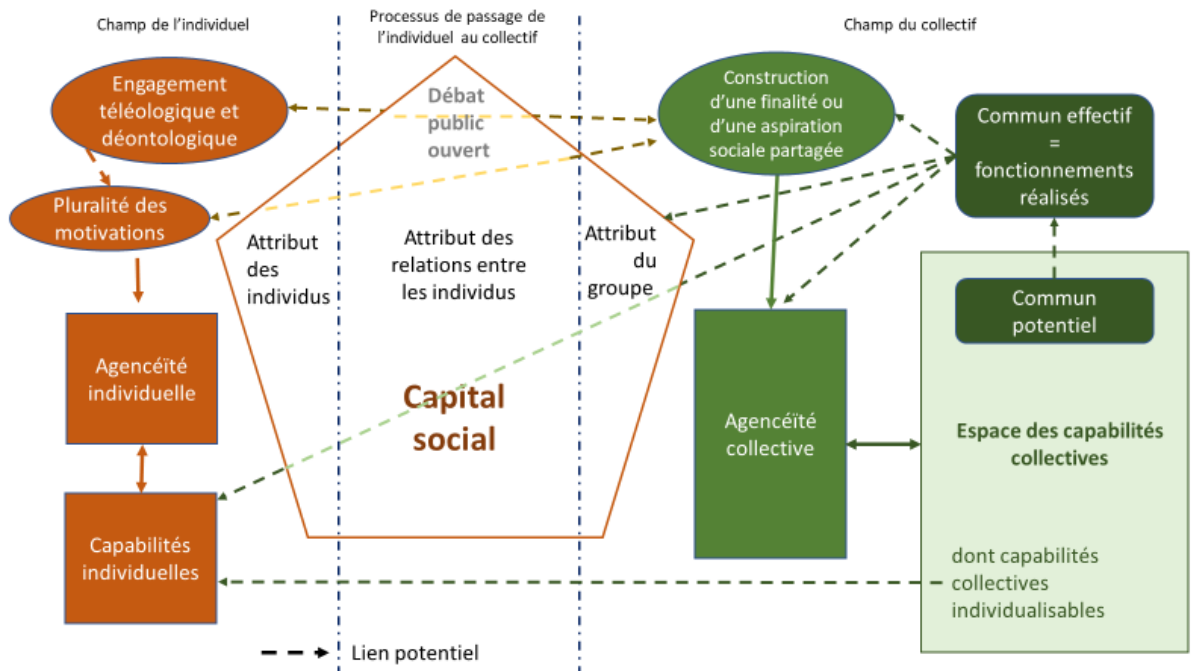 Champ de l'individuel
Processus de passage de
l'individuel au collectif
Champ du collectif
Engagement
téléologique et
déontologique
Débat
public
ouvert
Construction
d'une finalité ou
d'une aspiration
sociale partagée
Commun effectif
=
fonctionnements
réalisés
Pluralité des
motivations
Attribut
des
individus
Attribut des
relations entre
les individus
Attribut
du
groupe
Commun
potentiel
Agencéïté
individuelle
Capital
social
Agencéïté
collective
Espace des capabilités
collectives
Capabilités
individuelles
dont capabilités
collectives
individualisables
Lien potentiel